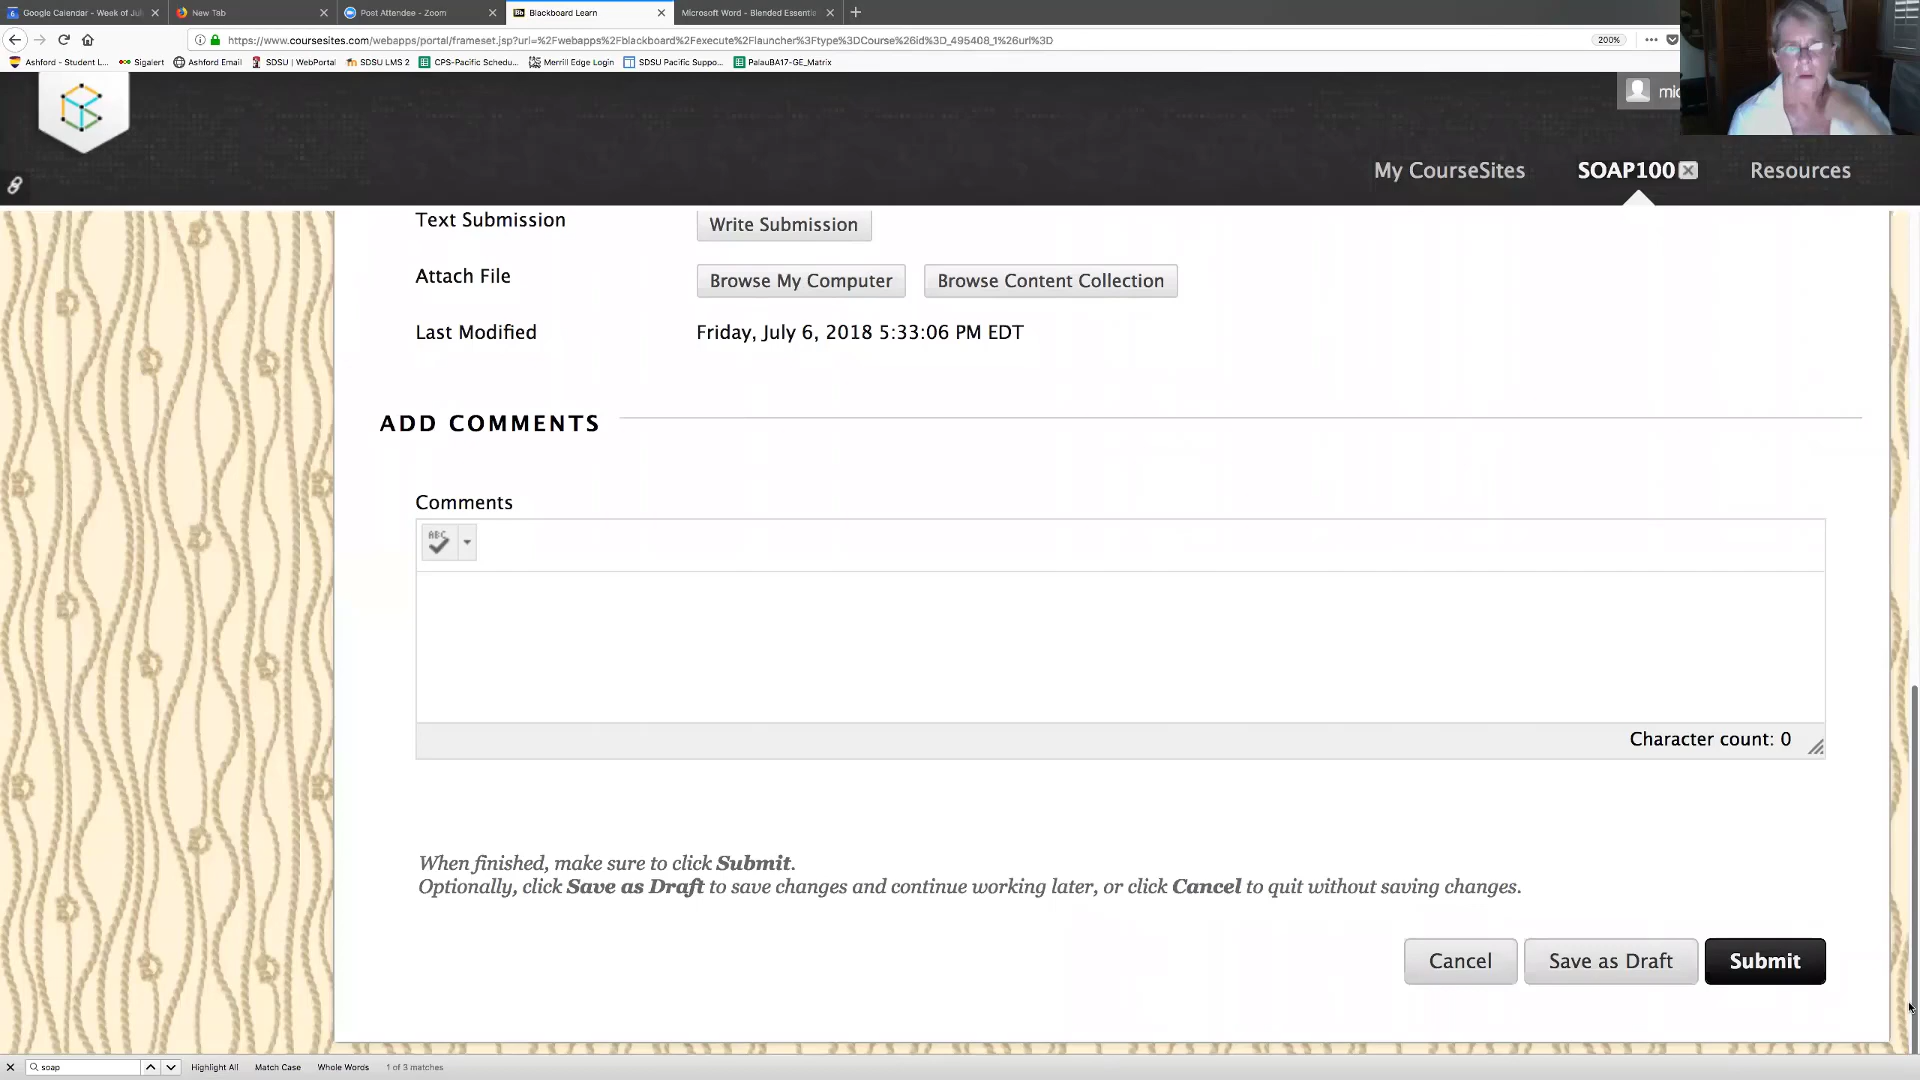 Google Calendar - Week of Jul
New Tab
Post Attendee - Zoom
Bb Blackboard Learn
Microsoft Word - Blended Essentia
https://www.coursesites.com/webapps/portal/frameset.jsp?url=%2Fwebapps%2Fblackboard%2Fexecute%2Flauncher%3Ftype%3DCourse%26id%3D_495408_1%26url%3D
200%
Ashford - Student L...
Sigalert
Ashford Email
SDSU | WebPortal
SDSU LMS 2
CPS-Pacific Schedu...
Merrill Edge Login
SDSU Pacific Suppo...
PalauBA17-GE_Matrix
mic
My CourseSites
SOAP100
Resources
Text Submission
Write Submission
Attach File
Browse My Computer
Browse Content Collection
Last Modified
Friday, July 6, 2018 5:33:06 PM EDT
ADD COMMENTS
Comments
ABC
Character count: 0
When finished, make sure to click Submit.
Optionally, click Save as Draft to save changes and continue working later, or click Cancel to quit without saving changes.
Cancel
Save as Draft
Submit
soap
Highlight All
Match Case
Whole Words
1 of 3 matches